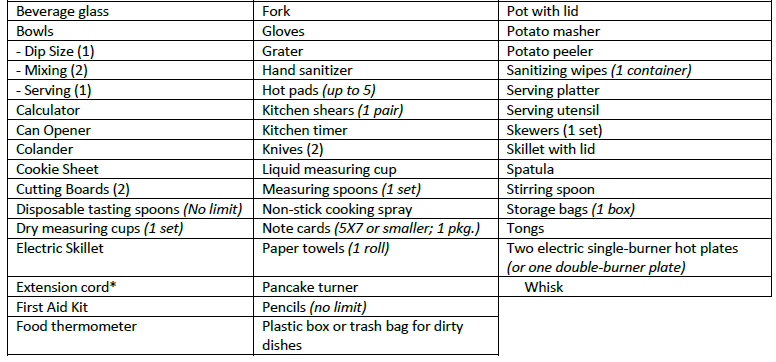 Beverage glass
Bowls
- Dip Size (1)
- Mixing (2)
- Serving (1)
Calculator
Can Opener
Colander
Cookie Sheet
Cutting Boards (2)
Disposable tasting spoons (No limit)
Dry measuring cups (1 set)
Electric Skillet
Extension cord*
First Aid Kit
Food thermometer
Fork
Gloves
Grater
Hand sanitizer
Hot pads (up to 5)
Kitchen shears (1 pair)
Kitchen timer
Knives (2)
Liquid measuring cup
Measuring spoons (1 set)
Non-stick cooking spray
Note cards (5X7 or smaller; 1 pkg.)
Paper towels (1 roll)
Pancake turner
Pencils (no limit)
Plastic box or trash bag for dirty
dishes
Pot with lid
Potato masher
Potato peeler
Sanitizing wipes (1 container)
Serving platter
Serving utensil
Skewers (1 set)
Skillet with lid
Spatula
Stirring spoon
Storage bags (1 box)
Tongs
Two electric single-burner hot plates
(or one double-burner plate)
Whisk